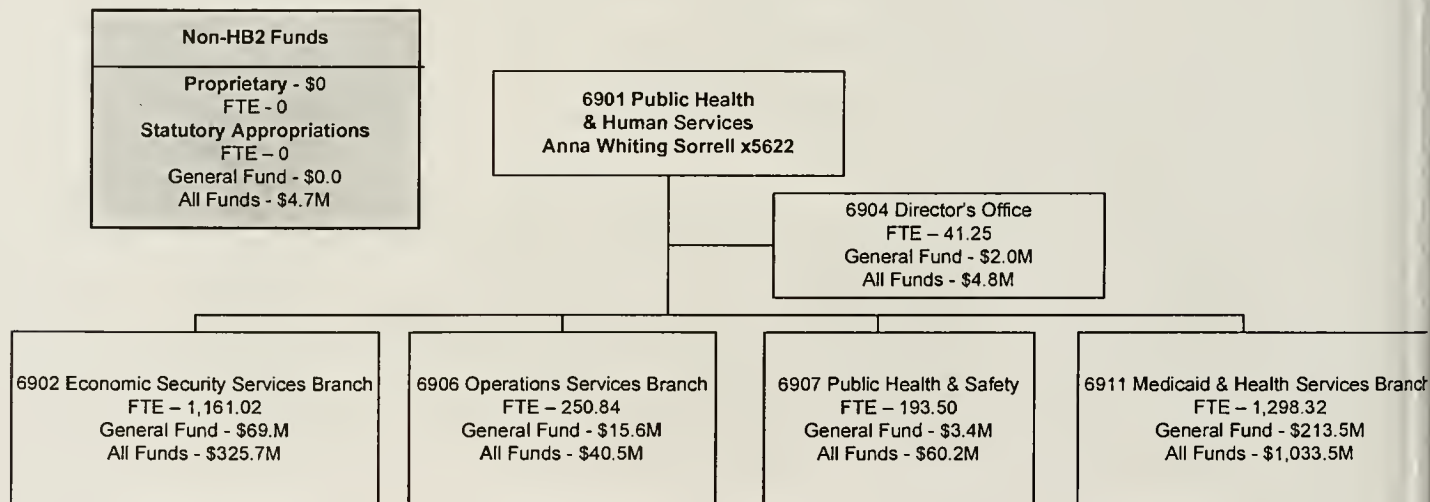 Non-HB2 Funds
Proprietary - $0
FTE - 0
Statutory Appropriations
FTE – 0
General Fund - $0.0
All Funds - $4.7M
6901 Public Health
& Human Services
Anna Whiting Sorrell x5622
6904 Director's Office
FTE – 41.25
General Fund - $2.0M
All Funds - $4.8M
6902 Economic Security Services Branch
FTE – 1,161.02
General Fund - $69.M
All Funds - $325.7M
6906 Operations Services Branch
FTE – 250.84
General Fund - $15.6M
All Funds - $40.5M
6907 Public Health & Safety
FTE – 193.50
General Fund - $3.4M
All Funds - $60.2M
6911 Medicaid & Health Services Branch
FTE – 1,298.32
General Fund - $213.5M
All Funds - $1,033.5M